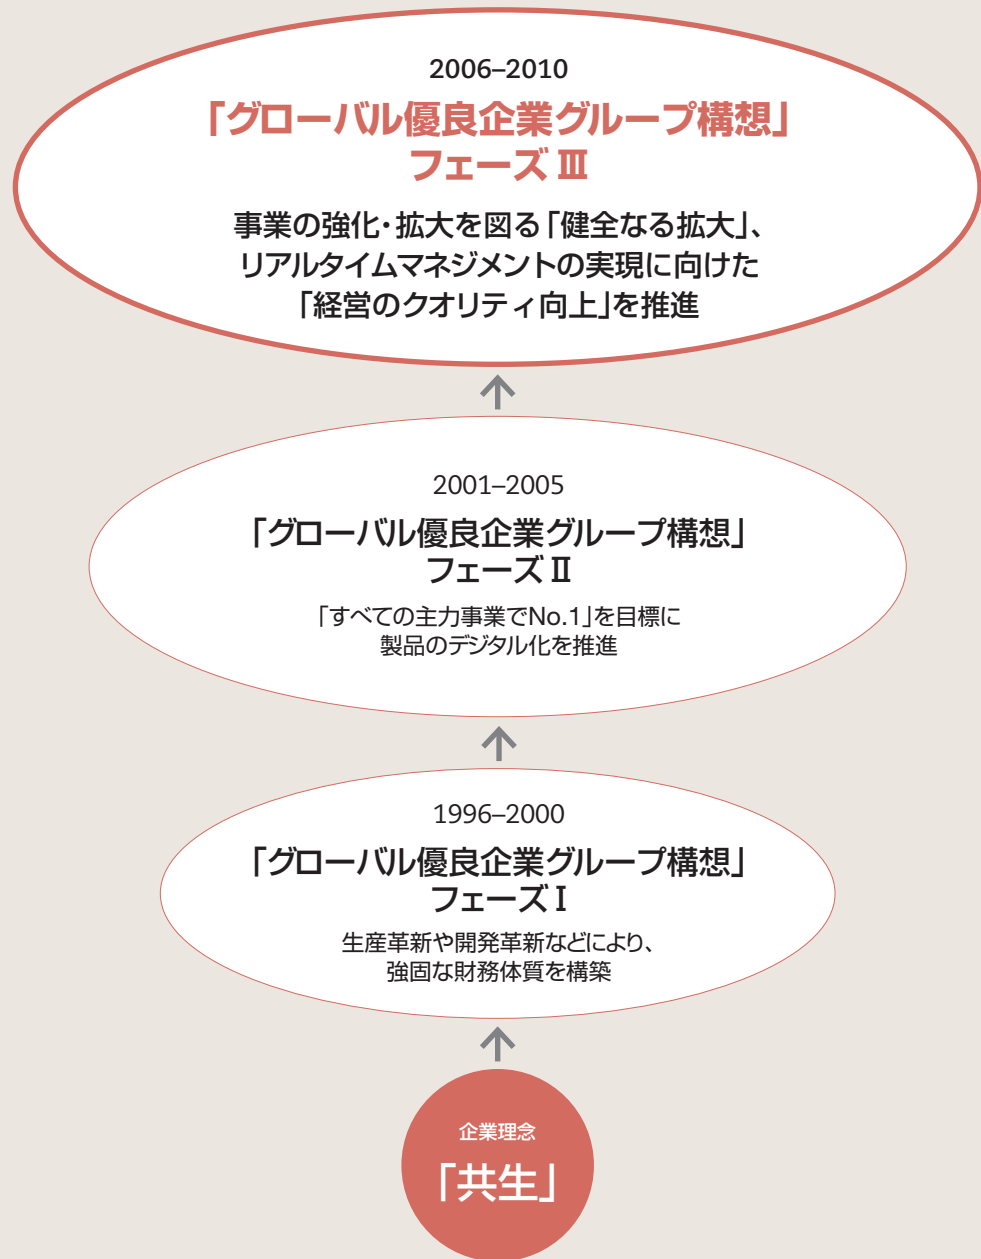 2006–2010
「グローバル優良企業グループ構想」
フェーズ Ⅲ
事業の強化・拡大を図る「健全なる拡大」、
リアルタイムマネジメントの実現に向けた
「経営のクオリティ向上」を推進
2001–2005
「グローバル優良企業グループ構想」
フェーズ Ⅱ
「すべての主力事業でNo.1」を目標に
製品のデジタル化を推進
1996–2000
「グローバル優良企業グループ構想」
フェーズ Ⅰ
生産革新や開発革新などにより、
強固な財務体質を構築
企業理念
「共生」